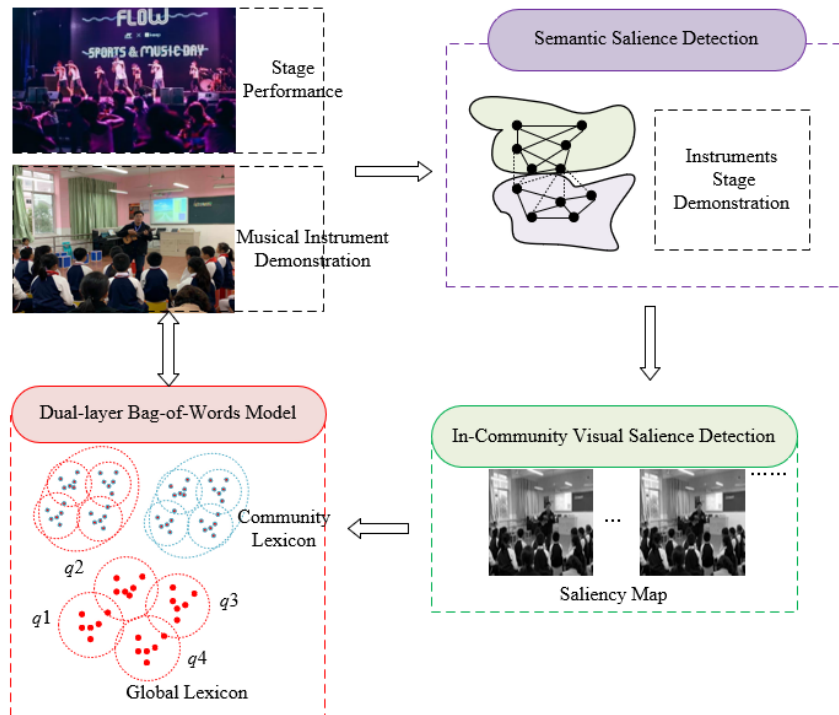 FLOW
SPORTS & MUSIC DAY
Stage
Performance
Musical Instrument
Demonstration
Semantic Salience Detection
Instruments
Stage
Demonstration
Dual-layer Bag-of-Words Model
Community
Lexicon
q2
q1
q3
q4
Global Lexicon
In-Community Visual Salience Detection
...
......
Saliency Map